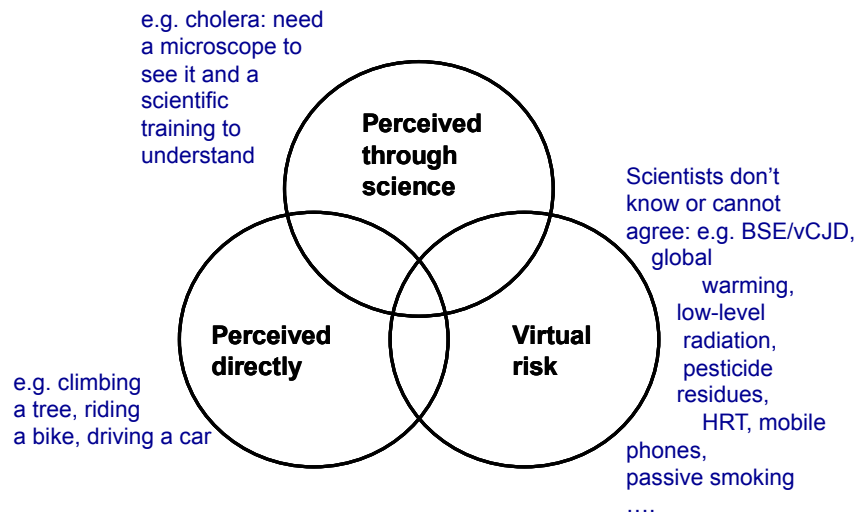 e.g. cholera: need
a microscope to
see it and a
scientific
training to
understand
Perceived
through
science
Scientists don’t
know or cannot
agree: e.g. BSE/vCJD,
global
warming,
low-level
radiation,
pesticide
residues,
HRT, mobile
phones,
passive smoking
….
Perceived
directly
Virtual
risk
e.g. climbing
a tree, riding
a bike, driving a car